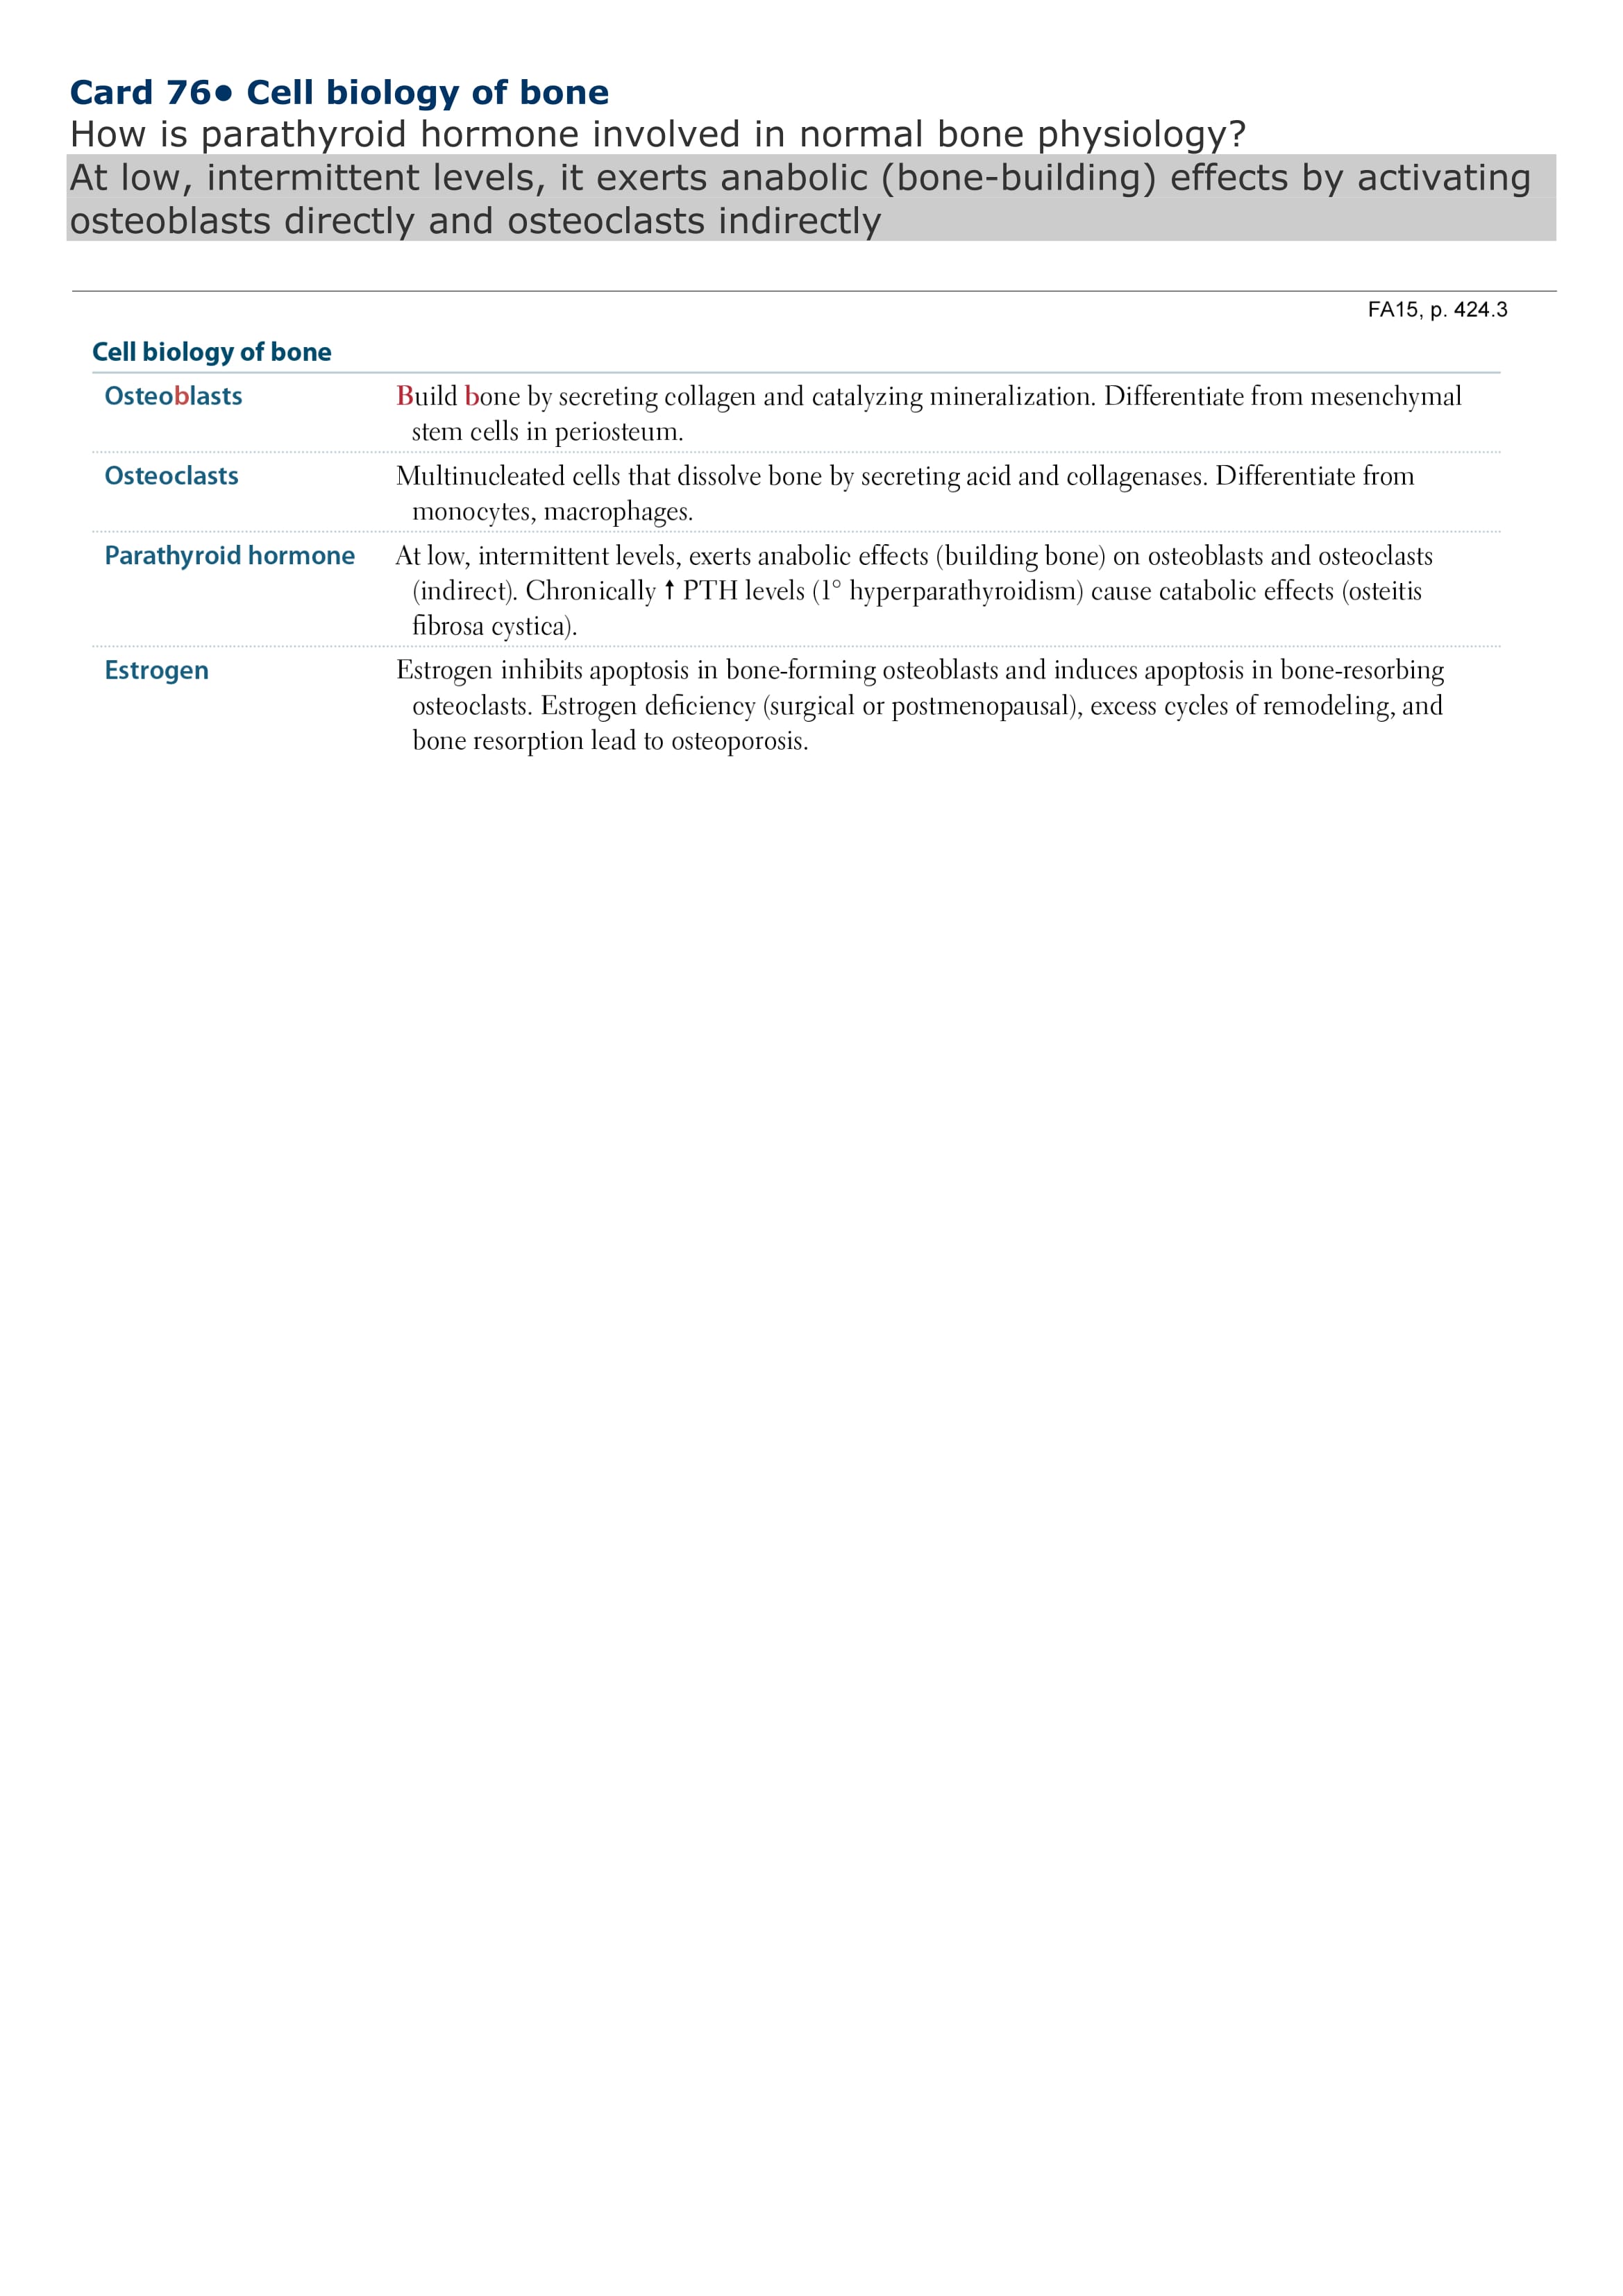 Card 76• Cell biology of bone
How is parathyroid hormone involved in normal bone physiology?
At low, intermittent levels, it exerts anabolic (bone-building) effects by activating
osteoblasts directly and osteoclasts indirectly
FA15, p. 424.3
Cell biology of bone
Osteoblasts Build bone by secreting collagen and catalyzing mineralization. Differentiate from mesenchymal
stem cells in periosteum.
Osteoclasts Multinucleated cells that dissolve bone by secreting acid and collagenases. Differentiate from
monocytes, macrophages.
Parathyroid hormone At low, intermittent levels, exerts anabolic effects (building bone) on osteoblasts and osteoclasts
(indirect). Chronically ↑ PTH levels (1° hyperparathyroidism) cause catabolic effects (osteitis
fibrosa cystica).
Estrogen Estrogen inhibits apoptosis in bone-forming osteoblasts and induces apoptosis in bone-resorbing
osteoclasts. Estrogen deficiency (surgical or postmenopausal), excess cycles of remodeling, and
bone resorption lead to osteoporosis.